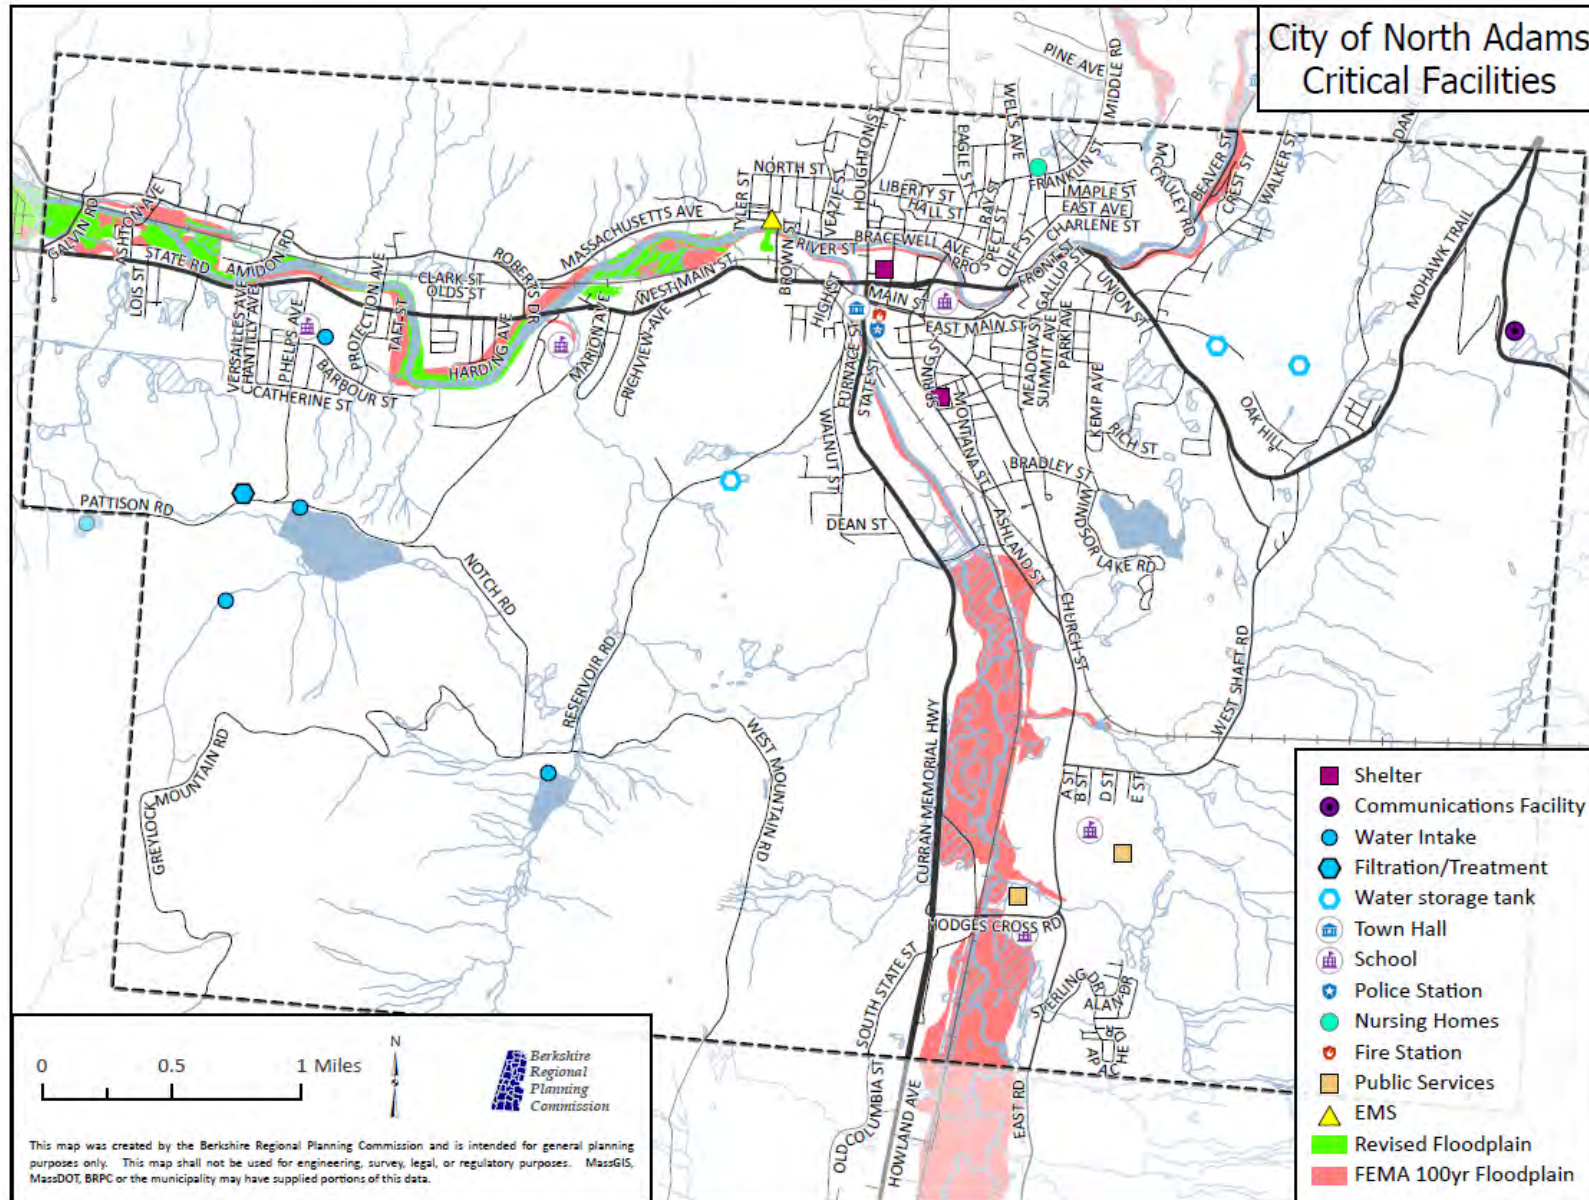 City of North Adams
Critical Facilities
PINE AVE
MIDDLE RD
WELLS AVE
EAGLE ST
HOUGHTON ST
NORTH ST
TYLER ST
VEAZIE ST
LIBERTY ST
HALL ST
BRACEWELL AVE
RIVER ST
BROWN ST
RAY ST
CLIFF ST
FRANKLIN ST
MAPLE ST
EAST AVE
CHARLENE ST
MCCAULEY RD
BEAVER ST
CREST ST
WALKER ST
MOHAWK TRAIL
MASSACHUSETTS AVE
GALVIN RD
STATE RD
AMIDON RD
LOIS ST
CLARK ST
OLDS ST
ROBERTS DR
WEST MAIN ST
HIGH ST
MAIN ST
FRONT ST
GALLUP ST
UNION ST
EAST MAIN ST
VERSAILLES AVE
CHANTILLY AVE
PHELPS AVE
PROTECTION AVE
TAFT ST
HARDING AVE
MARION AVE
RICHVIEW AVE
BARBOUR ST
CATHERINE ST
FURNACE ST
STATE ST
SPRING ST
MEADOW ST
SUMMIT AVE
PARK AVE
KEMP AVE
OAK HILL
RICH ST
WALNUT ST
MONTANA ST
BRADLEY ST
WINDSOR LAKE RD
DEAN ST
ASHLAND ST
PATTISON RD
NOTCH RD
CHURCH ST
RESERVOIR RD
WEST SHAFT RD
GREYLOCK MOUNTAIN RD
WEST MOUNTAIN RD
CURRAN MEMORIAL HWY
A ST
B ST
D ST
E ST
HODGES CROSS RD
SOUTH STATE ST
STERLING DR
ALAN DR
OLD COLUMBIA ST
HOWLAND AVE
EAST RD
Shelter
Communications Facility
Water Intake
Filtration/Treatment
Water storage tank
Town Hall
School
Police Station
Nursing Homes
Fire Station
Public Services
EMS
Revised Floodplain
FEMA 100yr Floodplain
0 0.5 1 Miles
N
Berkshire
Regional
Planning
Commission
This map was created by the Berkshire Regional Planning Commission and is intended for general planning
purposes only. This map shall not be used for engineering, survey, legal, or regulatory purposes. MassGIS,
MassDOT, BRPC or the municipality may have supplied portions of this data.